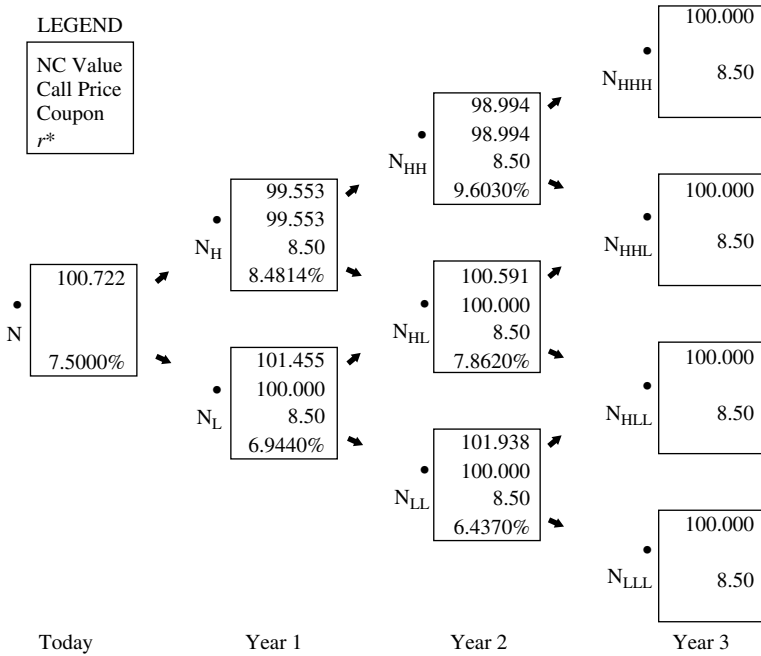 LEGEND
NC Value
Call Price
Coupon
r*
N
100.722
7.5000%
N_H
99.553
99.553
8.50
8.4814%
N_L
101.455
100.000
8.50
6.9440%
N_HH
98.994
98.994
8.50
9.6030%
N_HL
100.591
100.000
8.50
7.8620%
N_LL
101.938
100.000
8.50
6.4370%
N_HHH
100.000
8.50
N_HHL
100.000
8.50
N_HLL
100.000
8.50
N_LLL
100.000
8.50
Today Year 1 Year 2 Year 3